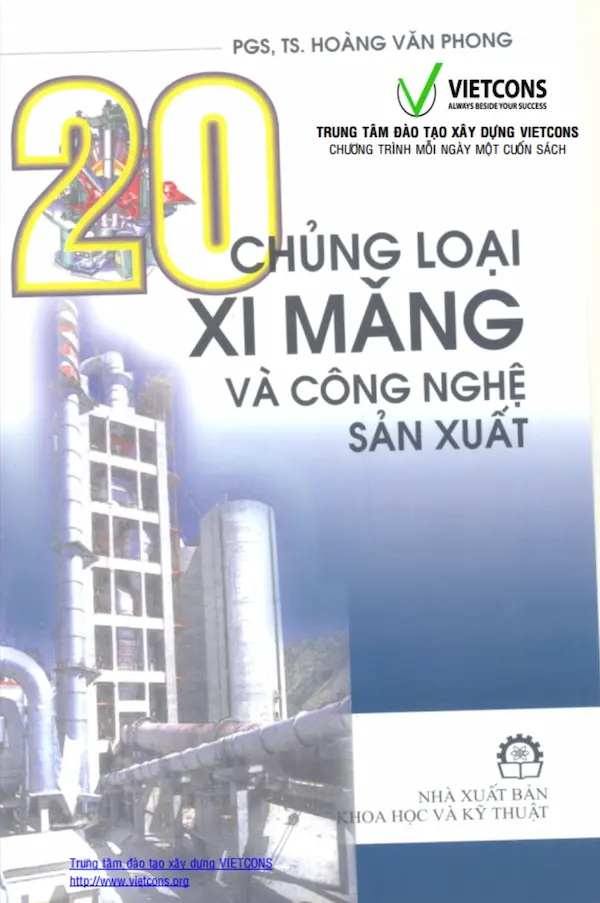 PGS, TS. HOÀNG VĂN PHONG
VIETCONS
ALWAYS BESIDE YOUR SUCCESS
TRUNG TÂM ĐÀO TẠO XÂY DỰNG VIETCONS
CHƯƠNG TRÌNH MỖI NGÀY MỘT CUỐN SÁCH
20
CHỦNG LOẠI
XI MĂNG
VÀ CÔNG NGHỆ
SẢN XUẤT
NHÀ XUẤT BẢN
KHOA HỌC VÀ KỸ THUẬT
Trung tâm đào tạo xây dựng VIETCONS
http://www.vietcons.org